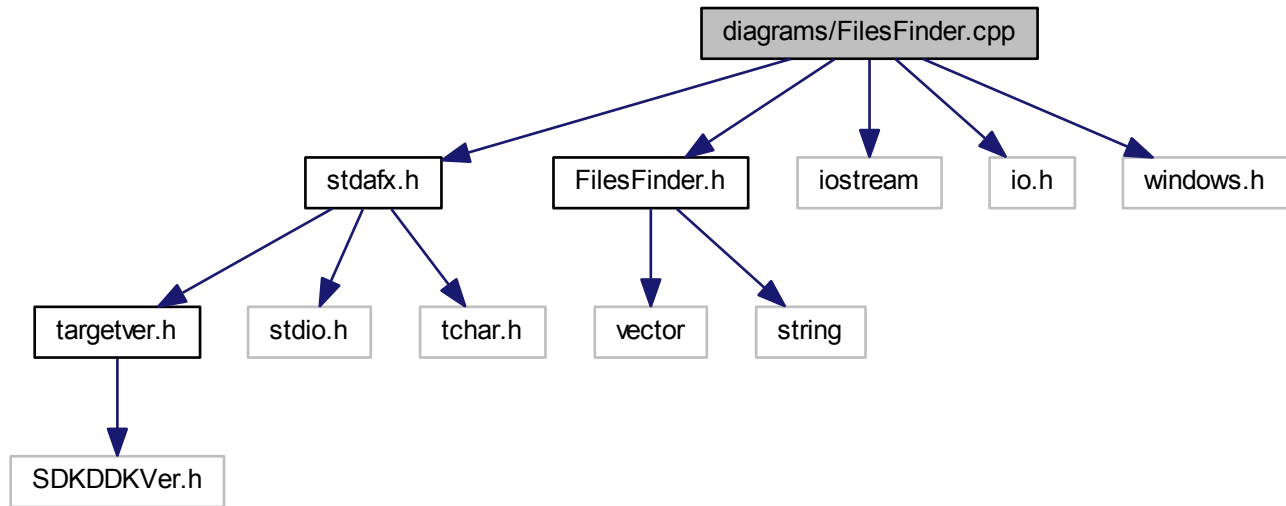 diagrams/FilesFinder.cpp
stdafx.h
FilesFinder.h
iostream
io.h
windows.h
targetver.h
stdio.h
tchar.h
vector
string
SDKDDKVer.h